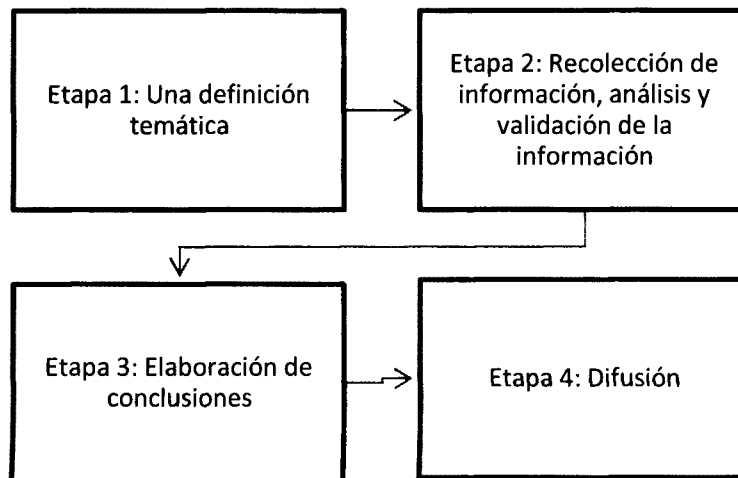 Etapa 1: Una definición
temática
Etapa 2: Recolección de
información, análisis y
validación de la
información
Etapa 3: Elaboración de
conclusiones
Etapa 4: Difusión